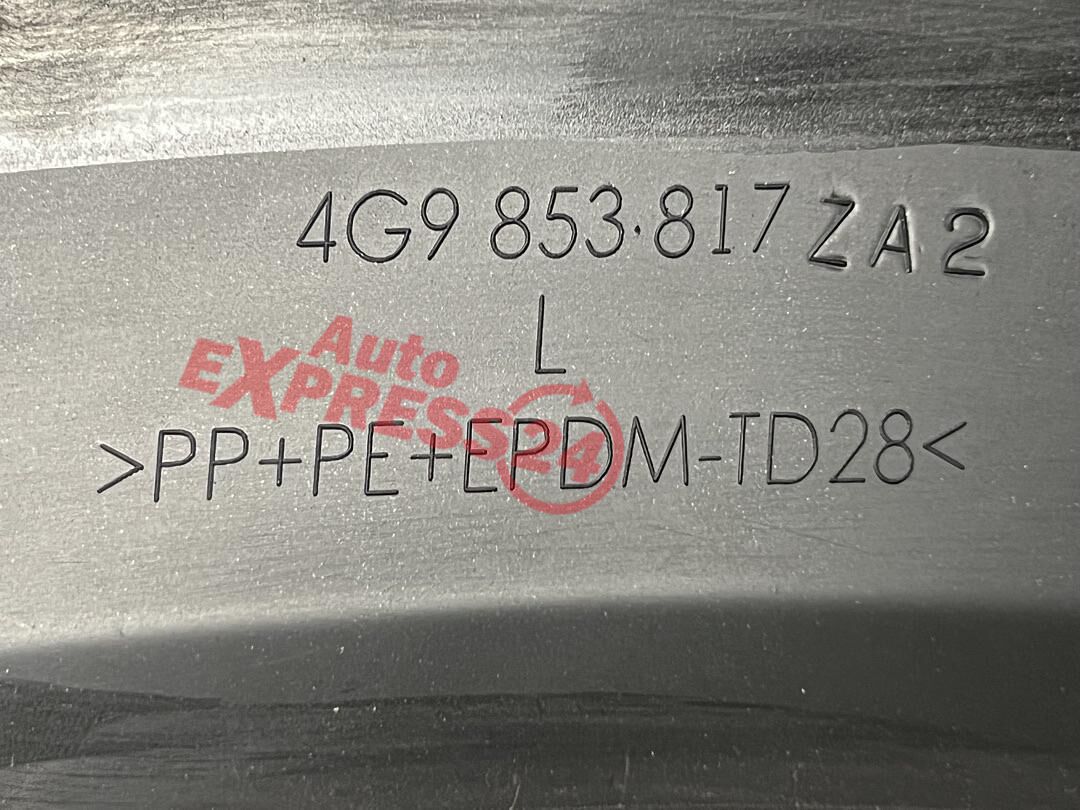 4G9 853.817 ZA2
L
Auto
EXPRESS24
>PP+PE+EPDM-TD28<